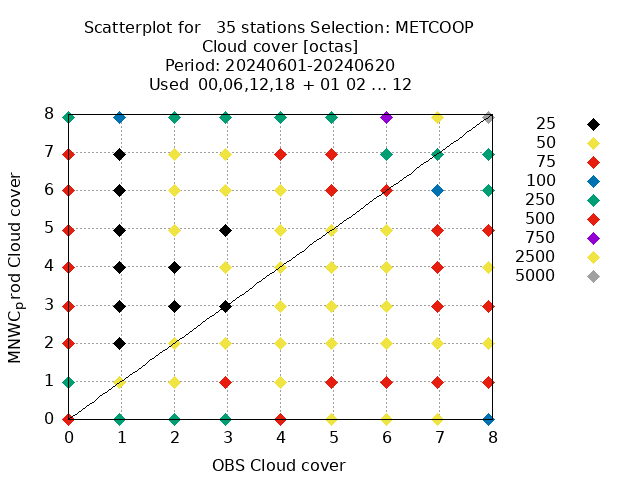 Scatterplot for   35 stations Selection: METCOOP
Cloud cover [octas]
Period: 20240601-20240620
Used  00,06,12,18 + 01 02 ... 12
8
7
6
5
4
3
2
1
0
MNWC_prod Cloud cover
0 1 2 3 4 5 6 7 8
OBS Cloud cover
25
50
75
100
250
500
750
2500
5000